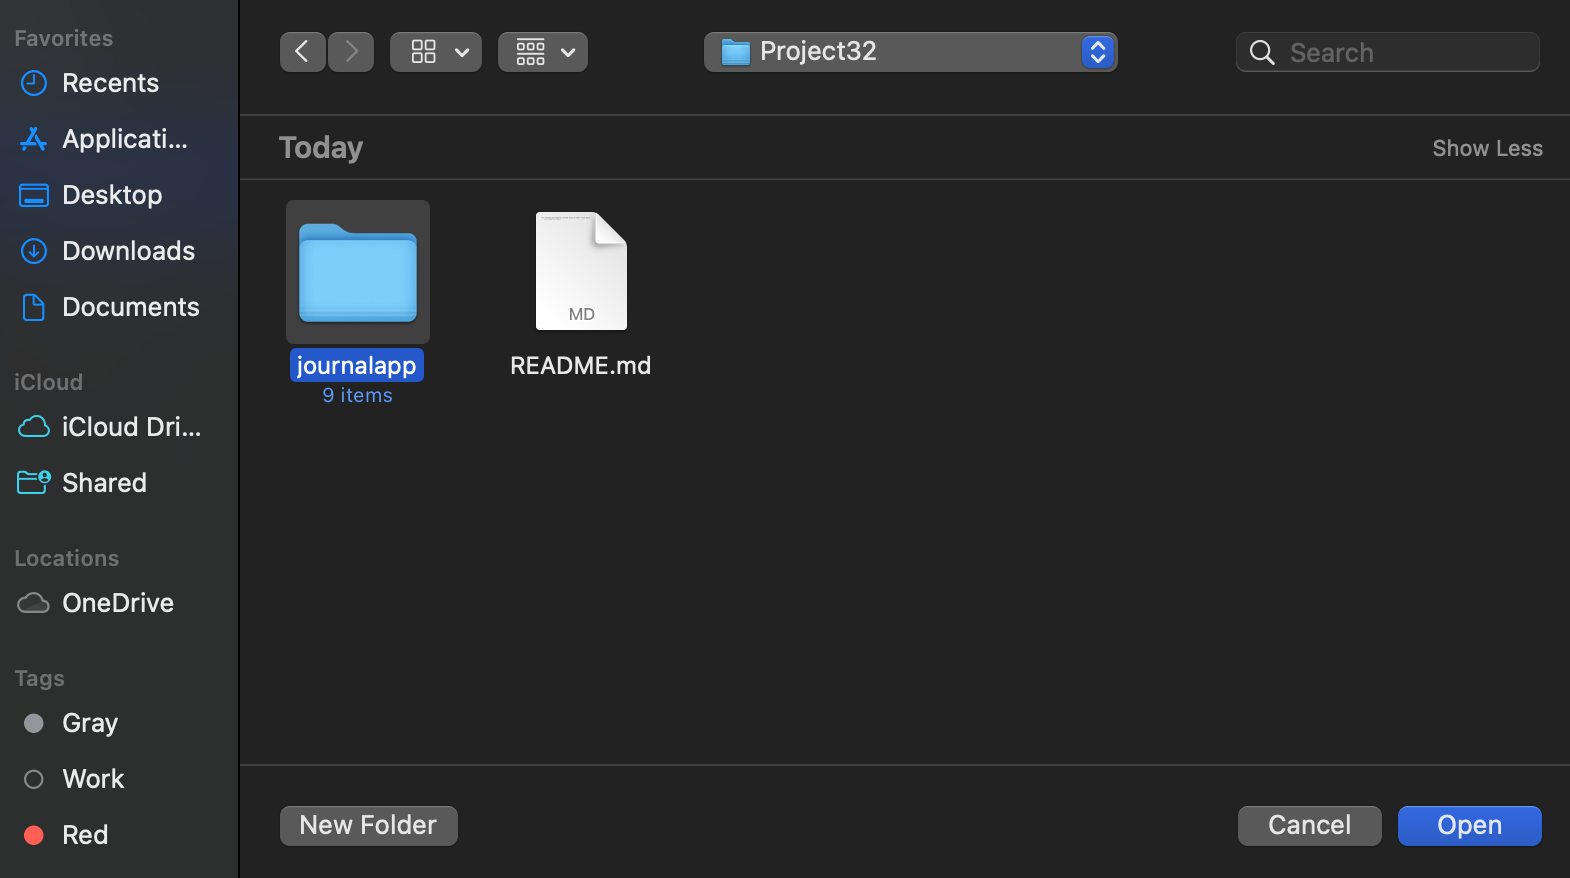 Favorites
Recents
Applicati...
Desktop
Downloads
Documents
iCloud
iCloud Dri...
Shared
Locations
OneDrive
Tags
Gray
Work
Red
Project32
Search
Today
Show Less
MD
journalapp
README.md
9 items
New Folder
Cancel
Open